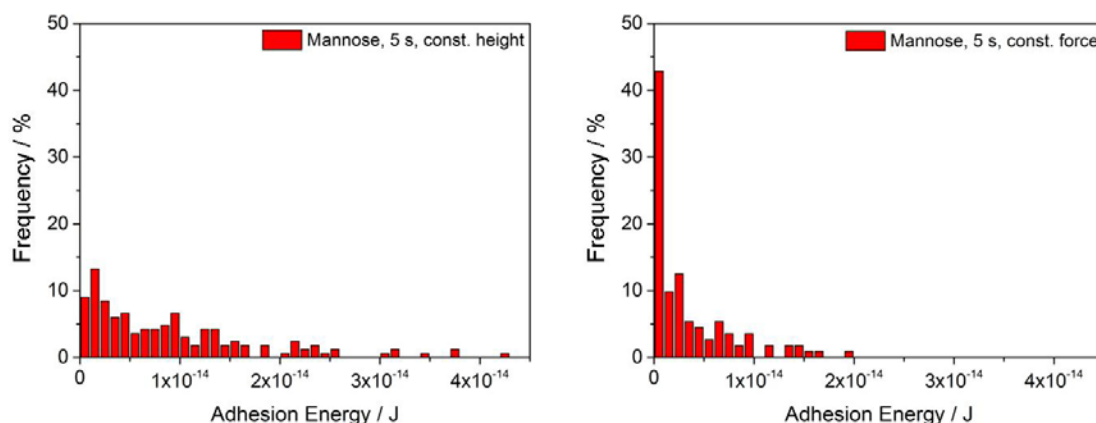 50
Mannose, 5 s, const. height
40
30
20
10
0
Frequency / %
0
1x10⁻¹⁴
2x10⁻¹⁴
3x10⁻¹⁴
4x10⁻¹⁴
Adhesion Energy / J
50
Mannose, 5 s, const. force
40
30
20
10
0
Frequency / %
0
1x10⁻¹⁴
2x10⁻¹⁴
3x10⁻¹⁴
4x10⁻¹⁴
Adhesion Energy / J